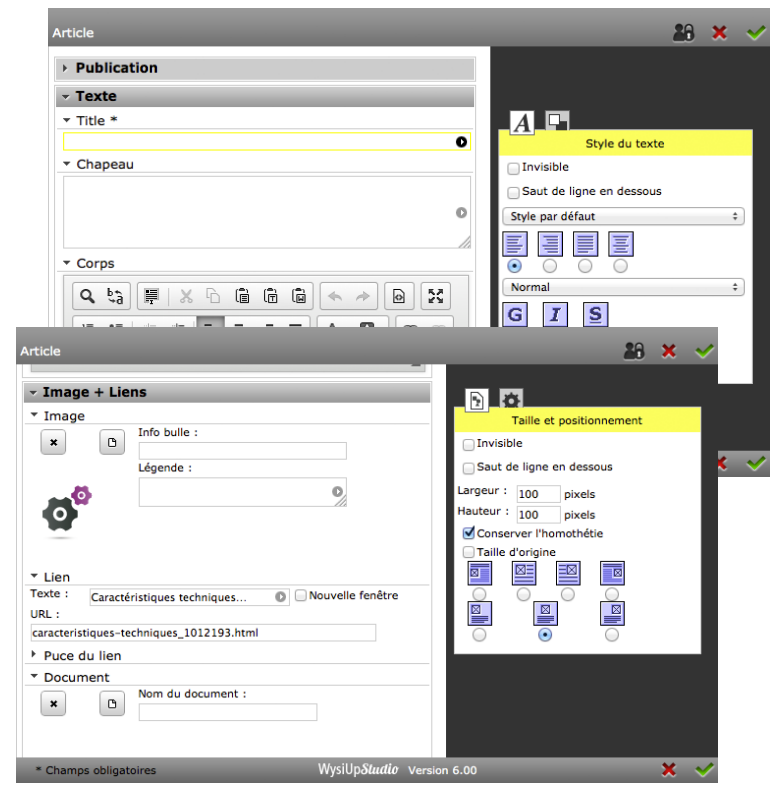 Article
Publication
Texte
Title *
Chapeau
Corps
A
Style du texte
Invisible
Saut de ligne en dessous
Style par défaut
Normal
G I S
Article
Image + Liens
Image
Info bulle :
Légende :
Lien
Texte : Caractéristiques techniques... Nouvelle fenêtre
URL :
caracteristiques-techniques_1012193.html
Puce du lien
Document
Nom du document :
Taille et positionnement
Invisible
Saut de ligne en dessous
Largeur : 100 pixels
Hauteur : 100 pixels
Conserver l'homothétie
Taille d'origine
* Champs obligatoires
WysiUpStudio Version 6.00